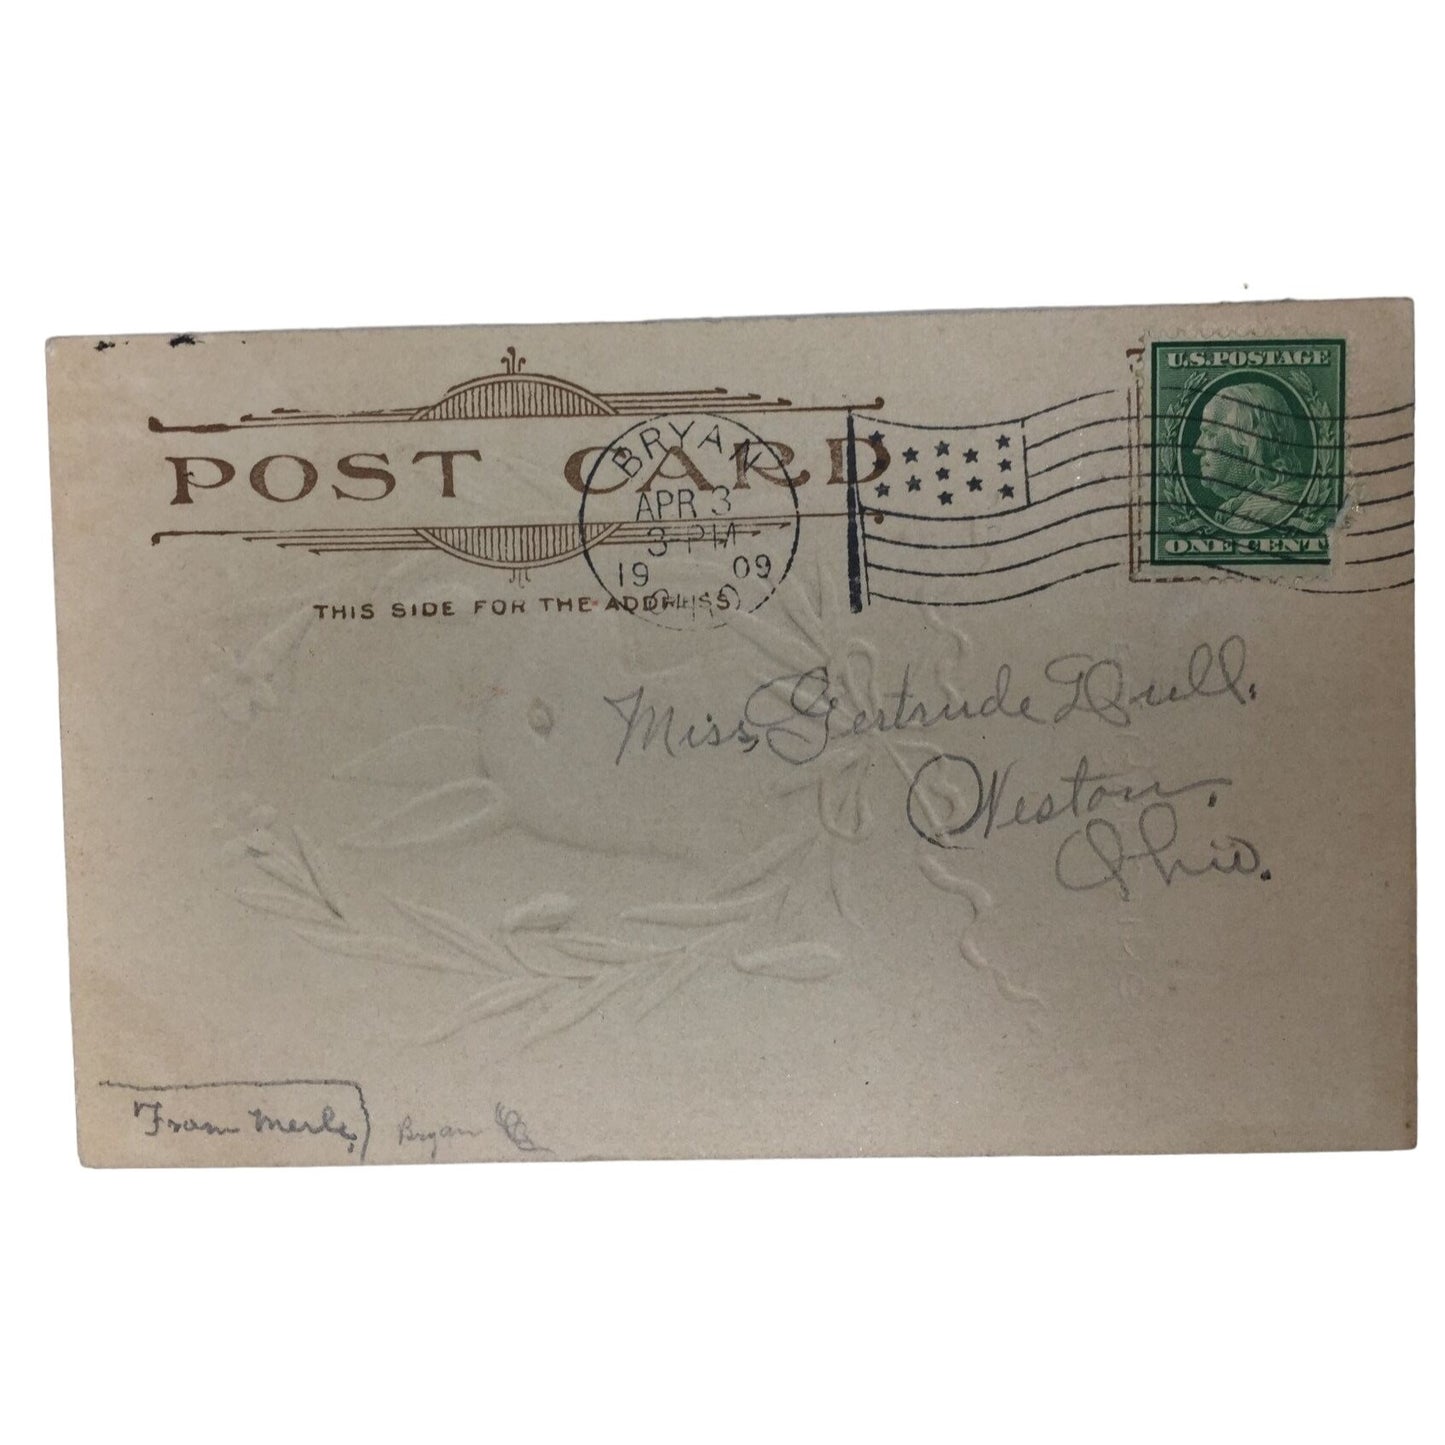 U.S. POSTAGE
ONE CENT
POST CARD
BRYAN
APR 3
3-PM
19 09
OHIO
THIS SIDE FOR THE ADDRESS
Miss, Gertrude Dull.
Weston,
Ohio.
From Merle, Bryan